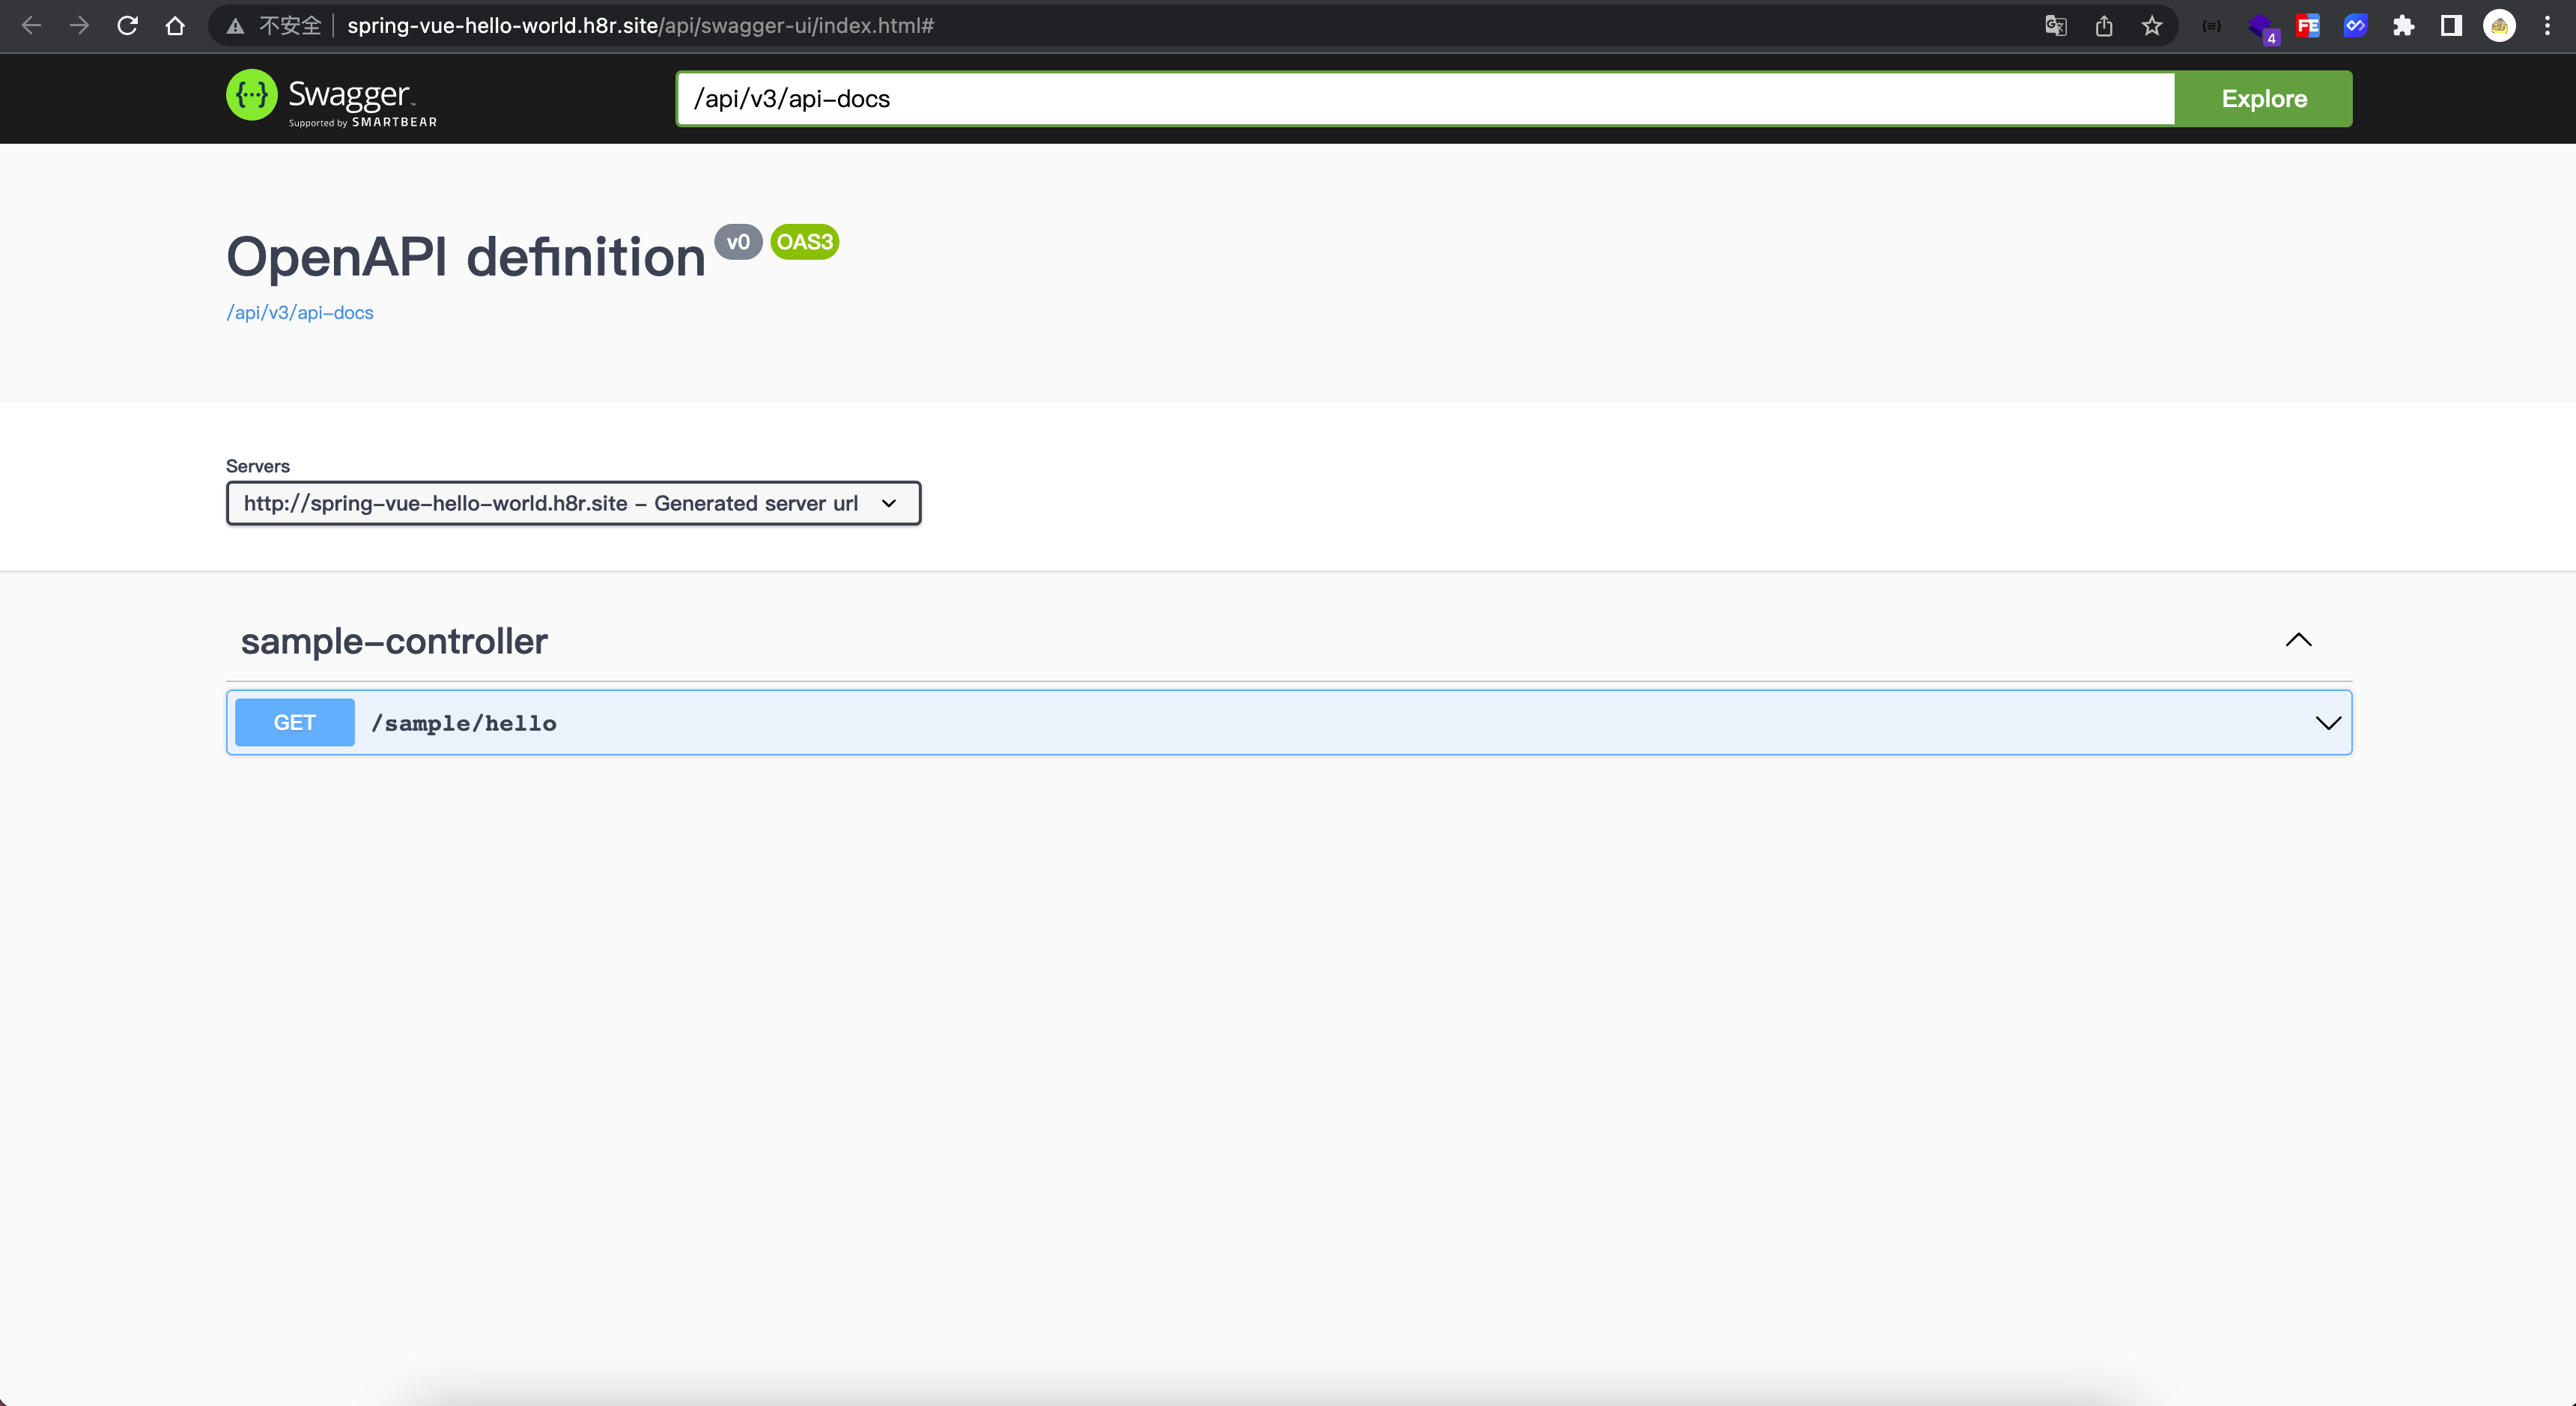 不安全 spring-vue-hello-world.h8r.site/api/swagger-ui/index.html#
4
FE
Swagger
Supported by SMARTBEAR
/api/v3/api-docs
Explore
OpenAPI definition v0 OAS3
/api/v3/api-docs
Servers
http://spring-vue-hello-world.h8r.site - Generated server url
sample-controller
GET /sample/hello